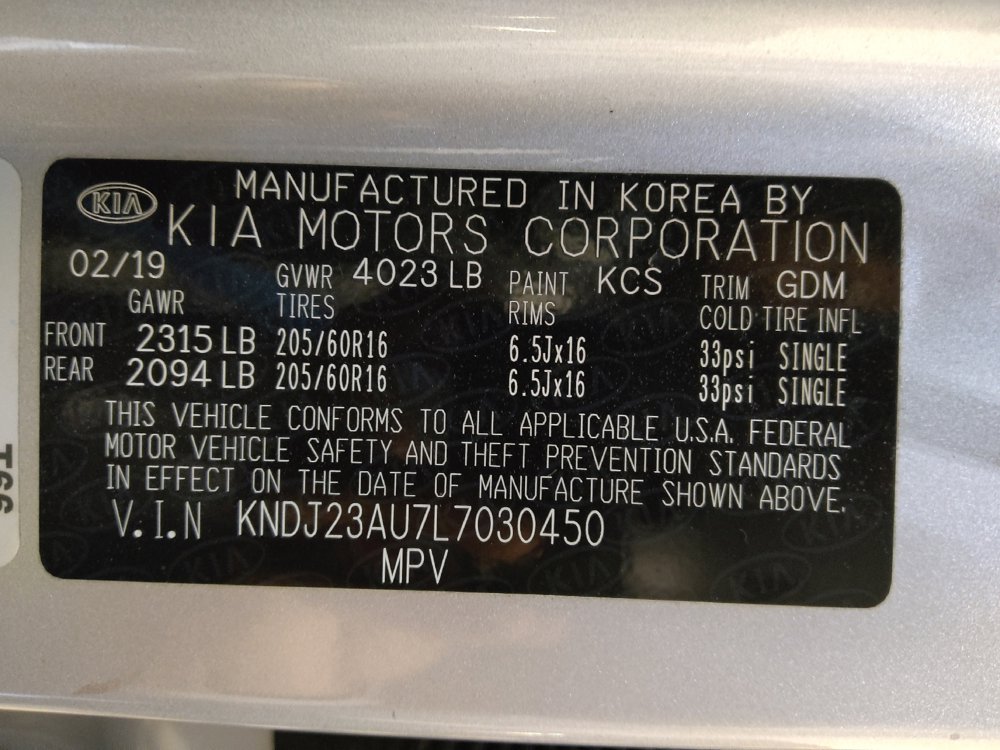 KIA MANUFACTURED IN KOREA BY
KIA MOTORS CORPORATION
02/19 GVWR 4023 LB PAINT KCS TRIM GDM
GAWR TIRES RIMS COLD TIRE INFL
FRONT 2315 LB 205/60R16 6.5Jx16 33psi SINGLE
REAR 2094 LB 205/60R16 6.5Jx16 33psi SINGLE
THIS VEHICLE CONFORMS TO ALL APPLICABLE U.S.A. FEDERAL
MOTOR VEHICLE SAFETY AND THEFT PREVENTION STANDARDS
IN EFFECT ON THE DATE OF MANUFACTURE SHOWN ABOVE.
V.I.N KNDJ23AU7L7030450
MPV